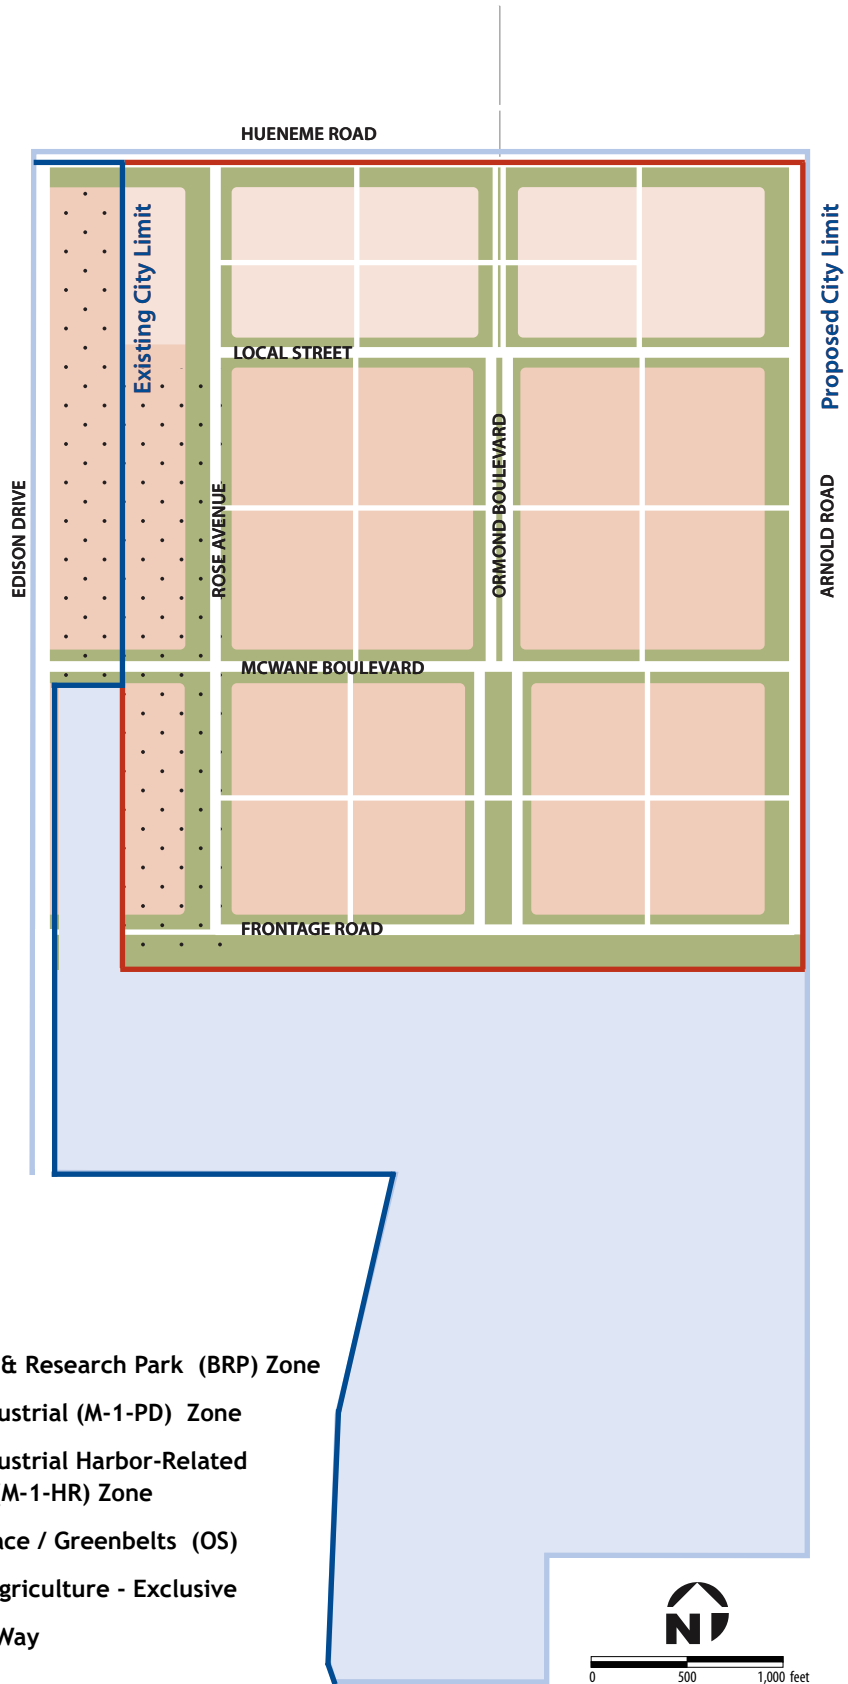 HUENEME ROAD
Existing City Limit
Proposed City Limit
LOCAL STREET
EDISON DRIVE
ROSE AVENUE
ORMOND BOULEVARD
ARNOLD ROAD
MCWANE BOULEVARD
FRONTAGE ROAD
& Research Park (BRP) Zone
ustrial (M-1-PD) Zone
ustrial Harbor-Related
M-1-HR) Zone
ace / Greenbelts (OS)
griculture - Exclusive
Way
N
0 500 1,000 feet